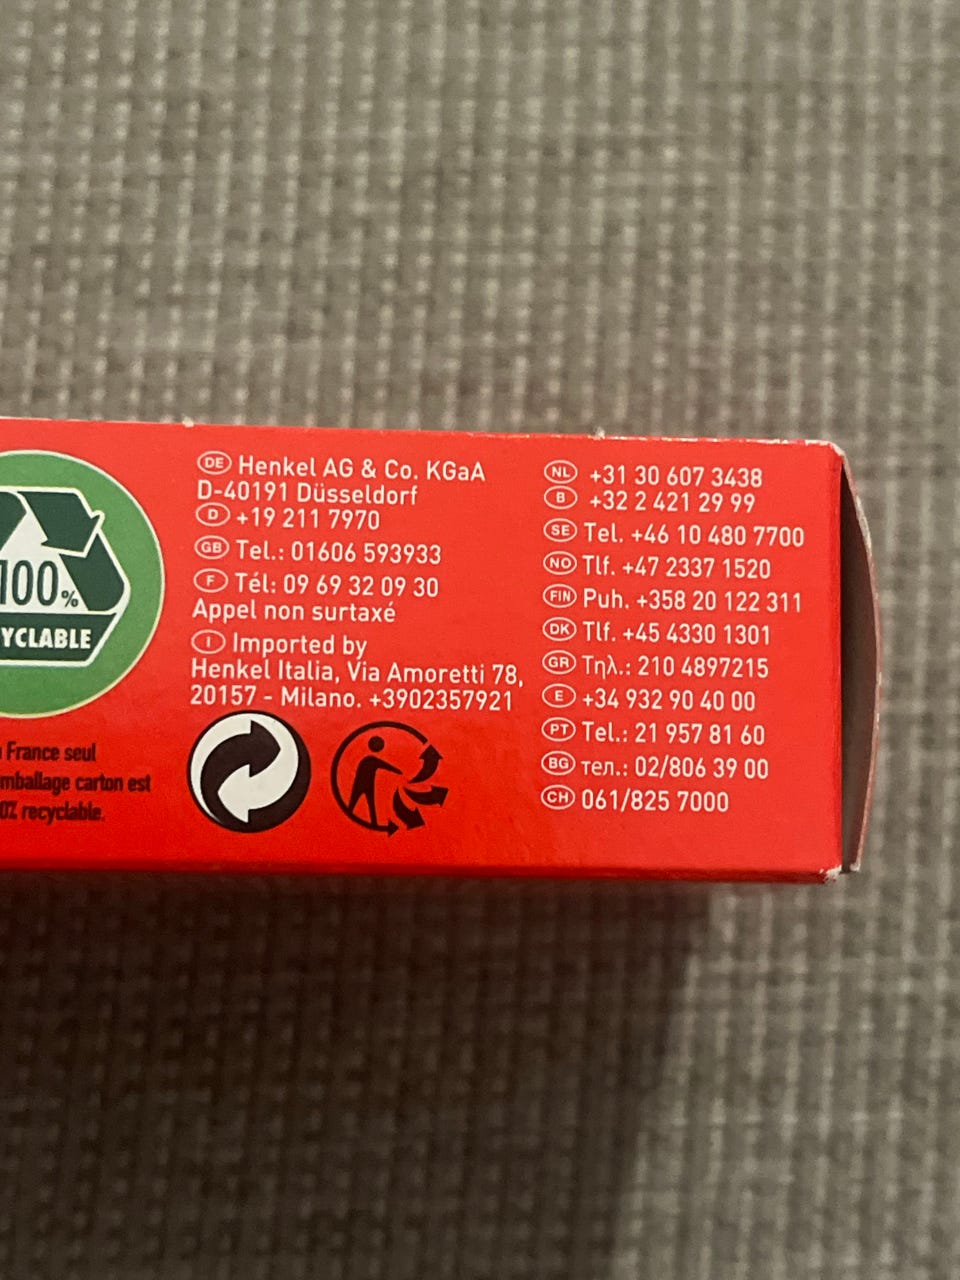 100%
YCLABLE
France seul
mballage carton est
0% recyclable.
DE Henkel AG & Co. KGaA
D-40191 Düsseldorf
D +19 211 7970
GB Tel.: 01606 593933
F Tél: 09 69 32 09 30
Appel non surtaxé
I Imported by
Henkel Italia, Via Amoretti 78,
20157 - Milano. +3902357921
NL +31 30 607 3438
B +32 2 421 29 99
SE Tel. +46 10 480 7700
NO Tlf. +47 2337 1520
FIN Puh. +358 20 122 311
DK Tlf. +45 4330 1301
GR Τηλ.: 210 4897215
E +34 932 90 40 00
PT Tel.: 21 957 81 60
BG тел.: 02/806 39 00
CH 061/825 7000